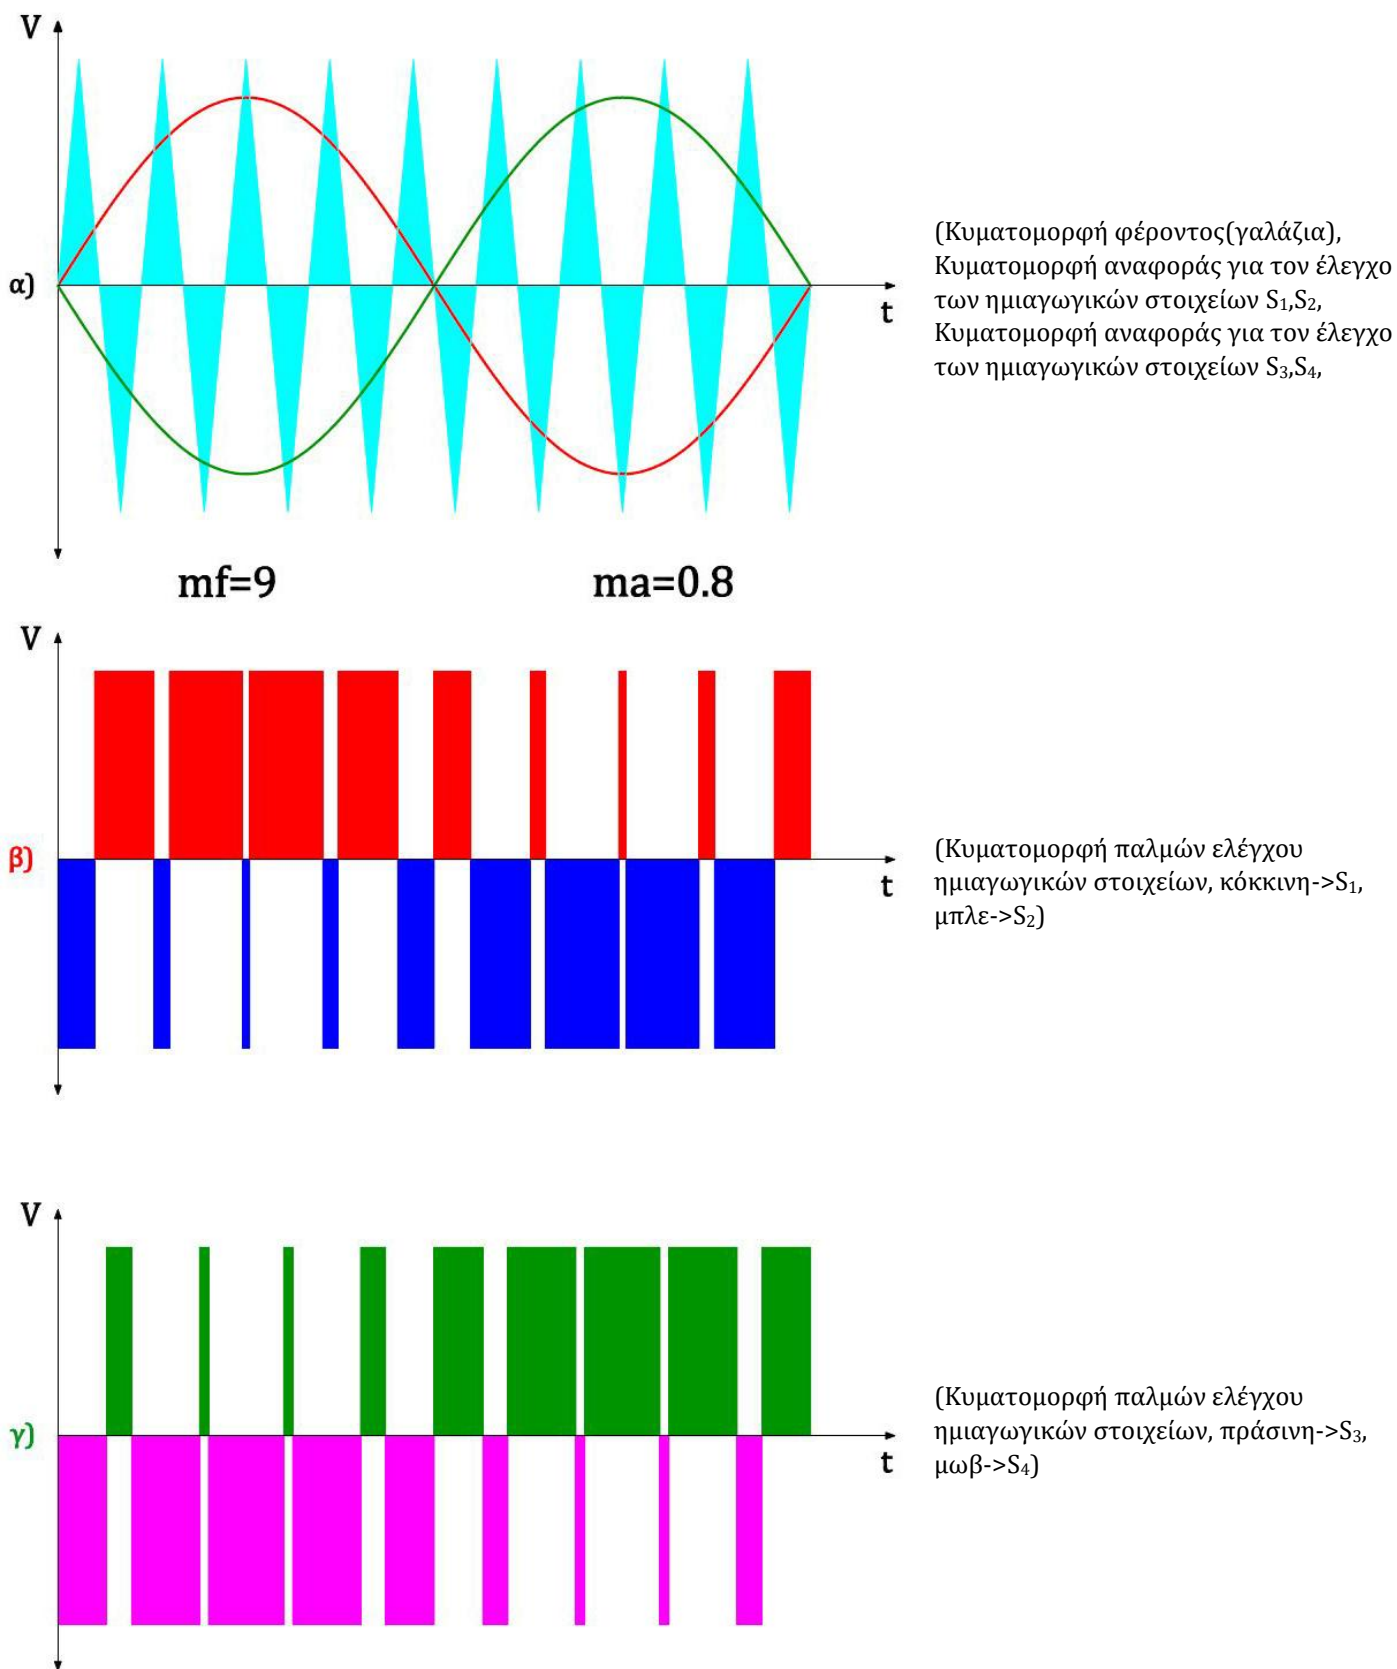 V
α)
t
(Κυματομορφή φέροντος(γαλάζια),
Κυματομορφή αναφοράς για τον έλεγχο
των ημιαγωγικών στοιχείων S₁,S₂,
Κυματομορφή αναφοράς για τον έλεγχο
των ημιαγωγικών στοιχείων S₃,S₄,
mf=9 ma=0.8
V
β)
t
(Κυματομορφή παλμών ελέγχου
ημιαγωγικών στοιχείων, κόκκινη->S₁,
μπλε->S₂)
V
γ)
t
(Κυματομορφή παλμών ελέγχου
ημιαγωγικών στοιχείων, πράσινη->S₃,
μωβ->S₄)